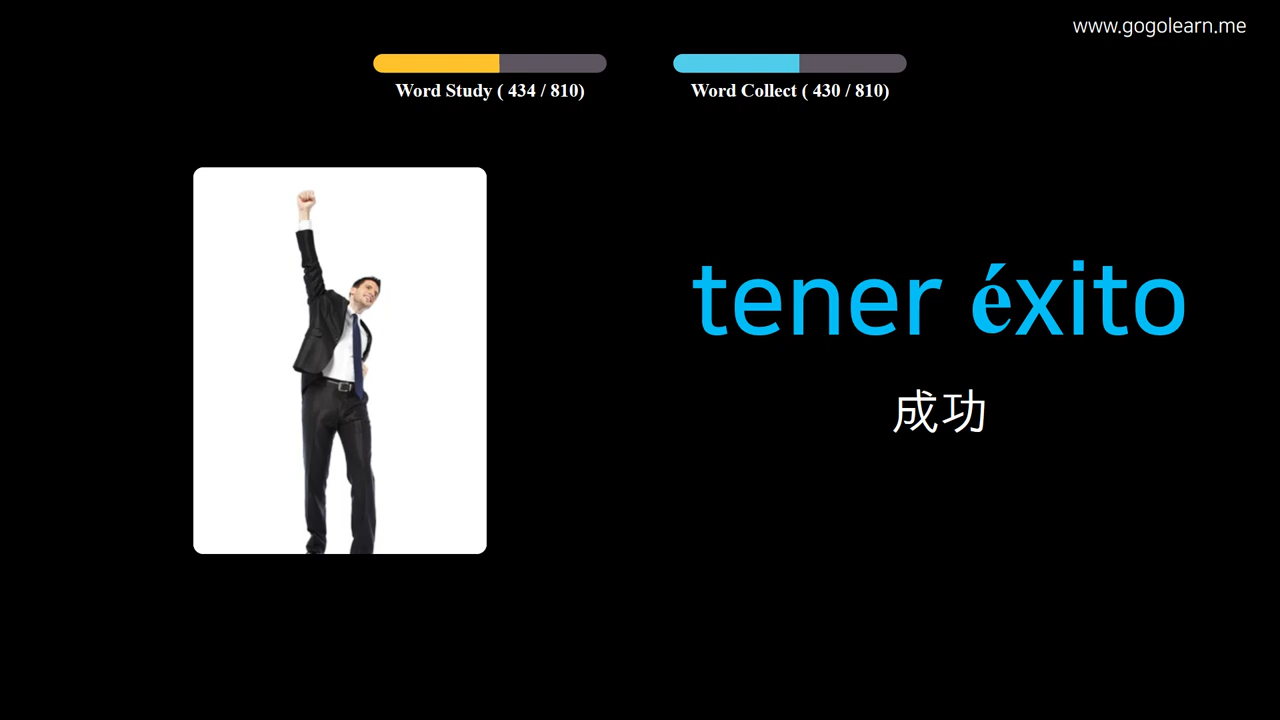 www.gogolearn.me
Word Study ( 434 / 810)
Word Collect ( 430 / 810)
tener éxito
成功